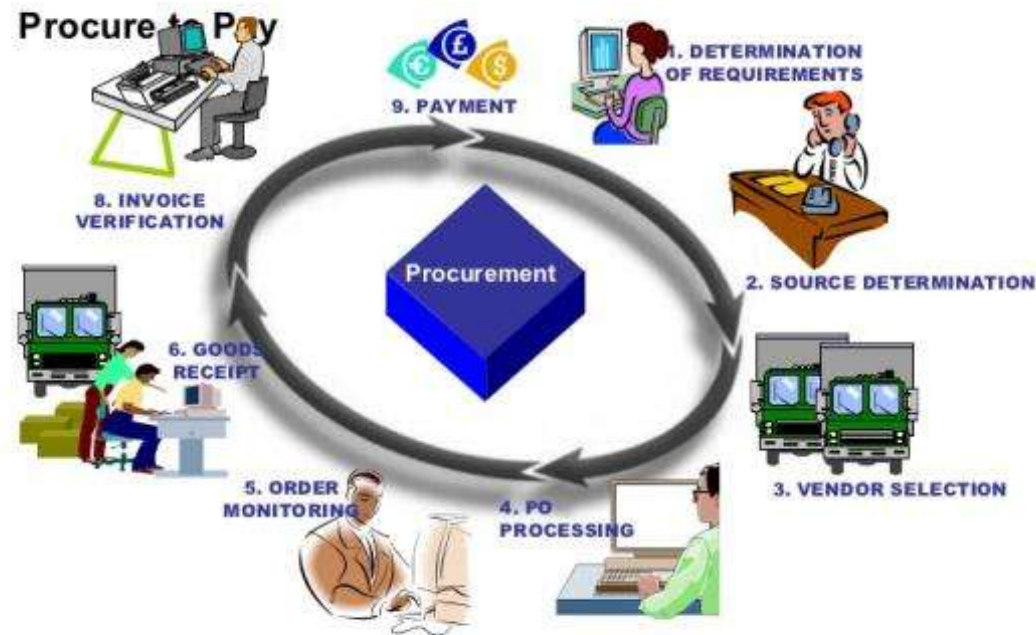 Procure to Pay
9. PAYMENT
1. DETERMINATION
OF REQUIREMENTS
2. SOURCE DETERMINATION
3. VENDOR SELECTION
4. PO
PROCESSING
5. ORDER
MONITORING
6. GOODS
RECEIPT
8. INVOICE
VERIFICATION
Procurement